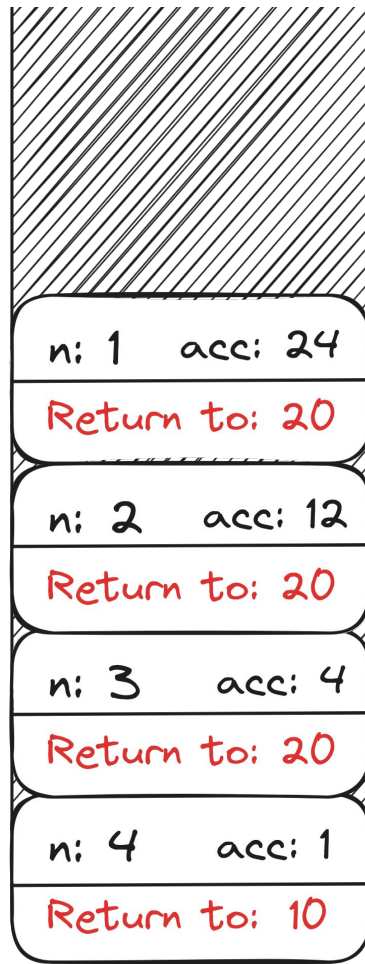 n: 1 acc: 24
Return to: 20
n: 2 acc: 12
Return to: 20
n: 3 acc: 4
Return to: 20
n: 4 acc: 1
Return to: 10